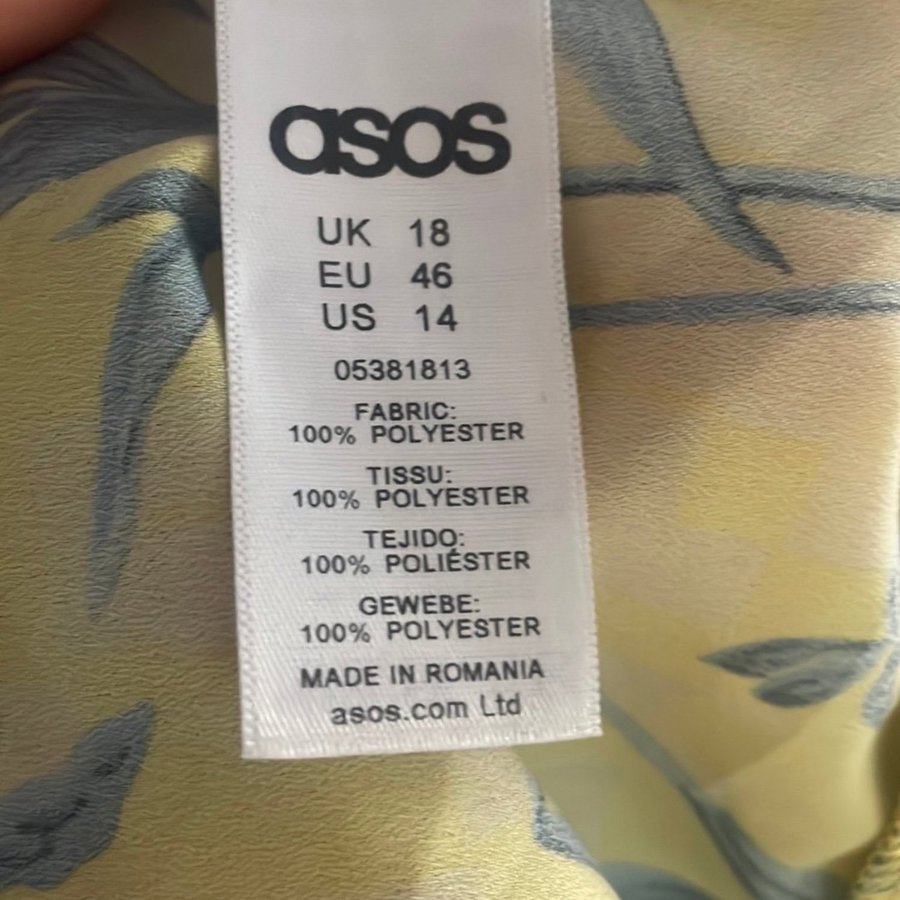 asos
UK 18
EU 46
US 14
05381813
FABRIC:
100% POLYESTER
TISSU:
100% POLYESTER
TEJIDO:
100% POLIÉSTER
GEWEBE:
100% POLYESTER
MADE IN ROMANIA
asos.com Ltd